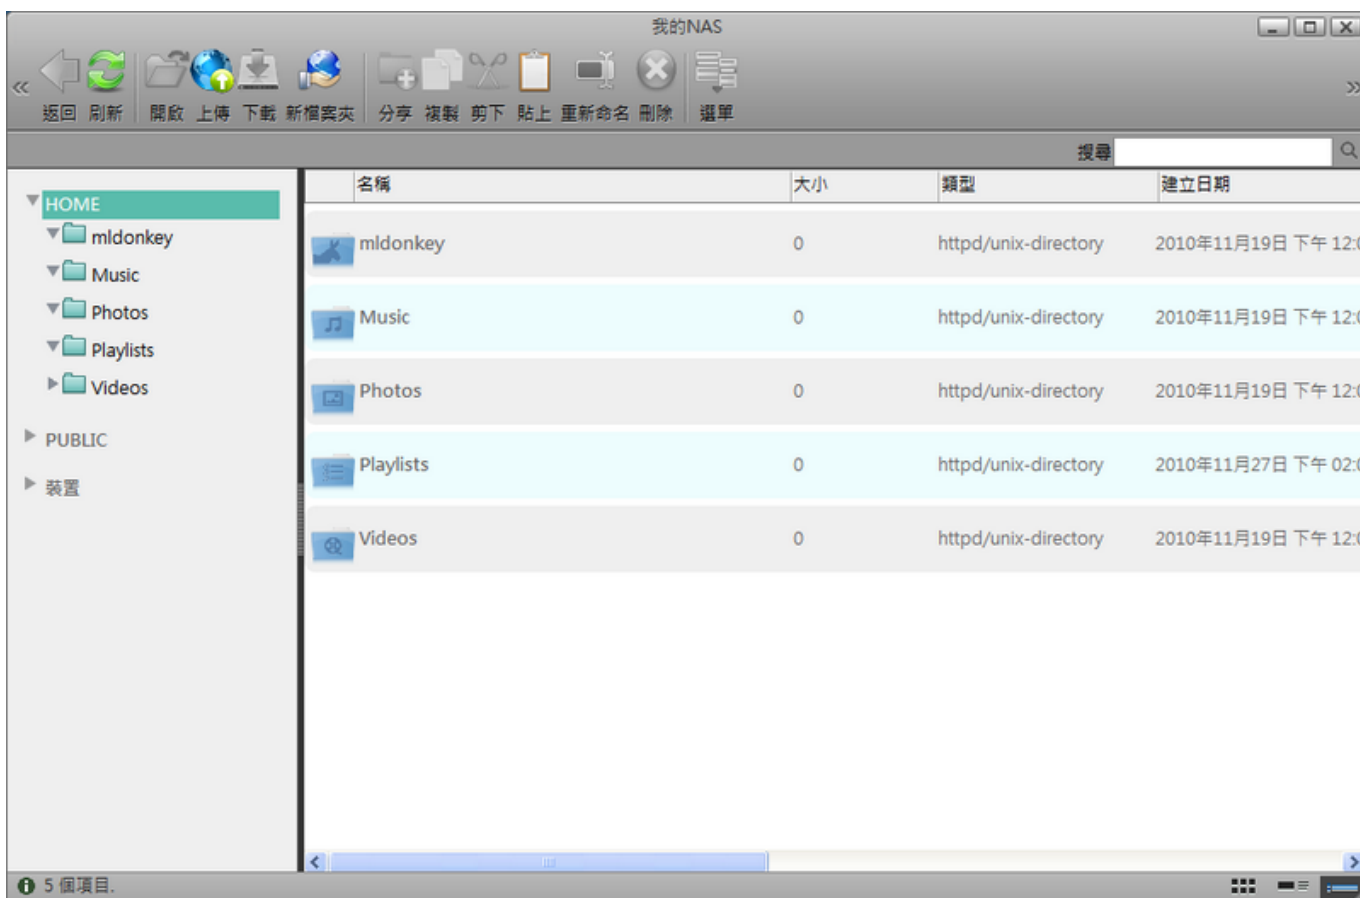 我的NAS
返回 刷新 開啟 上傳 下載 新檔案夾 分享 複製 剪下 貼上 重新命名 刪除 選單
搜尋
HOME
mldonkey
Music
Photos
Playlists
Videos
PUBLIC
裝置
名稱 大小 類型 建立日期
mldonkey 0 httpd/unix-directory 2010年11月19日 下午 12:0
Music 0 httpd/unix-directory 2010年11月19日 下午 12:0
Photos 0 httpd/unix-directory 2010年11月19日 下午 12:0
Playlists 0 httpd/unix-directory 2010年11月27日 下午 02:0
Videos 0 httpd/unix-directory 2010年11月19日 下午 12:0
5 個項目.